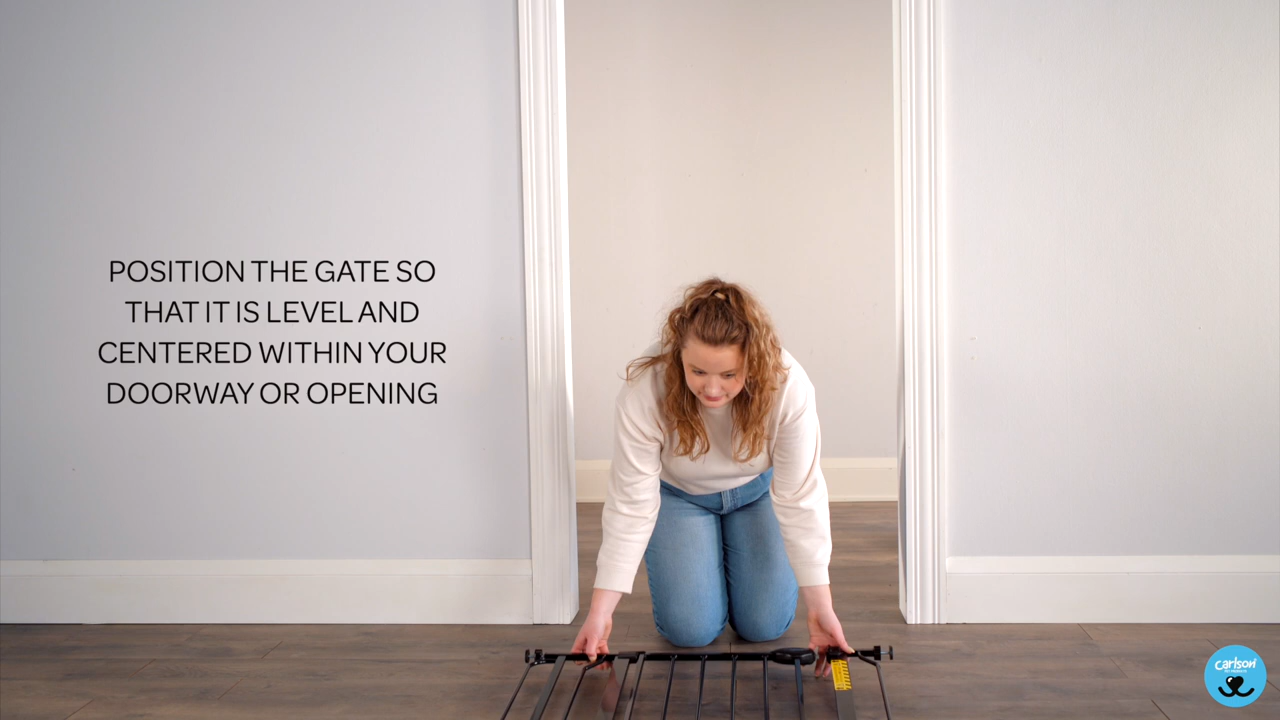 POSITION THE GATE SO
THAT IT IS LEVEL AND
CENTERED WITHIN YOUR
DOORWAY OR OPENING
carlson